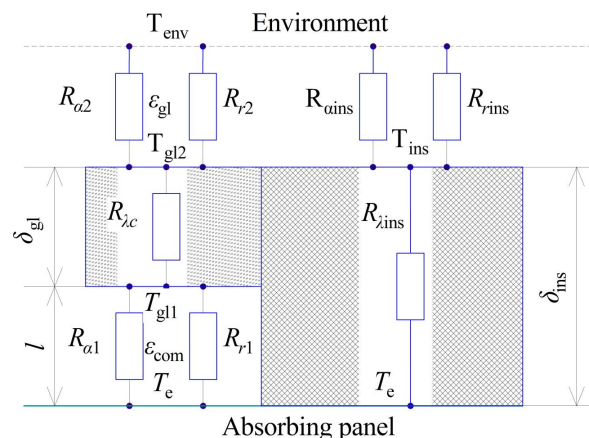 T_env Environment
R_α2 ε_gl R_r2 R_αins R_rins
T_gl2 T_ins
δ_gl R_λc R_λins δ_ins
T_gl1
l R_α1 ε_com R_r1
T_e T_e
Absorbing panel